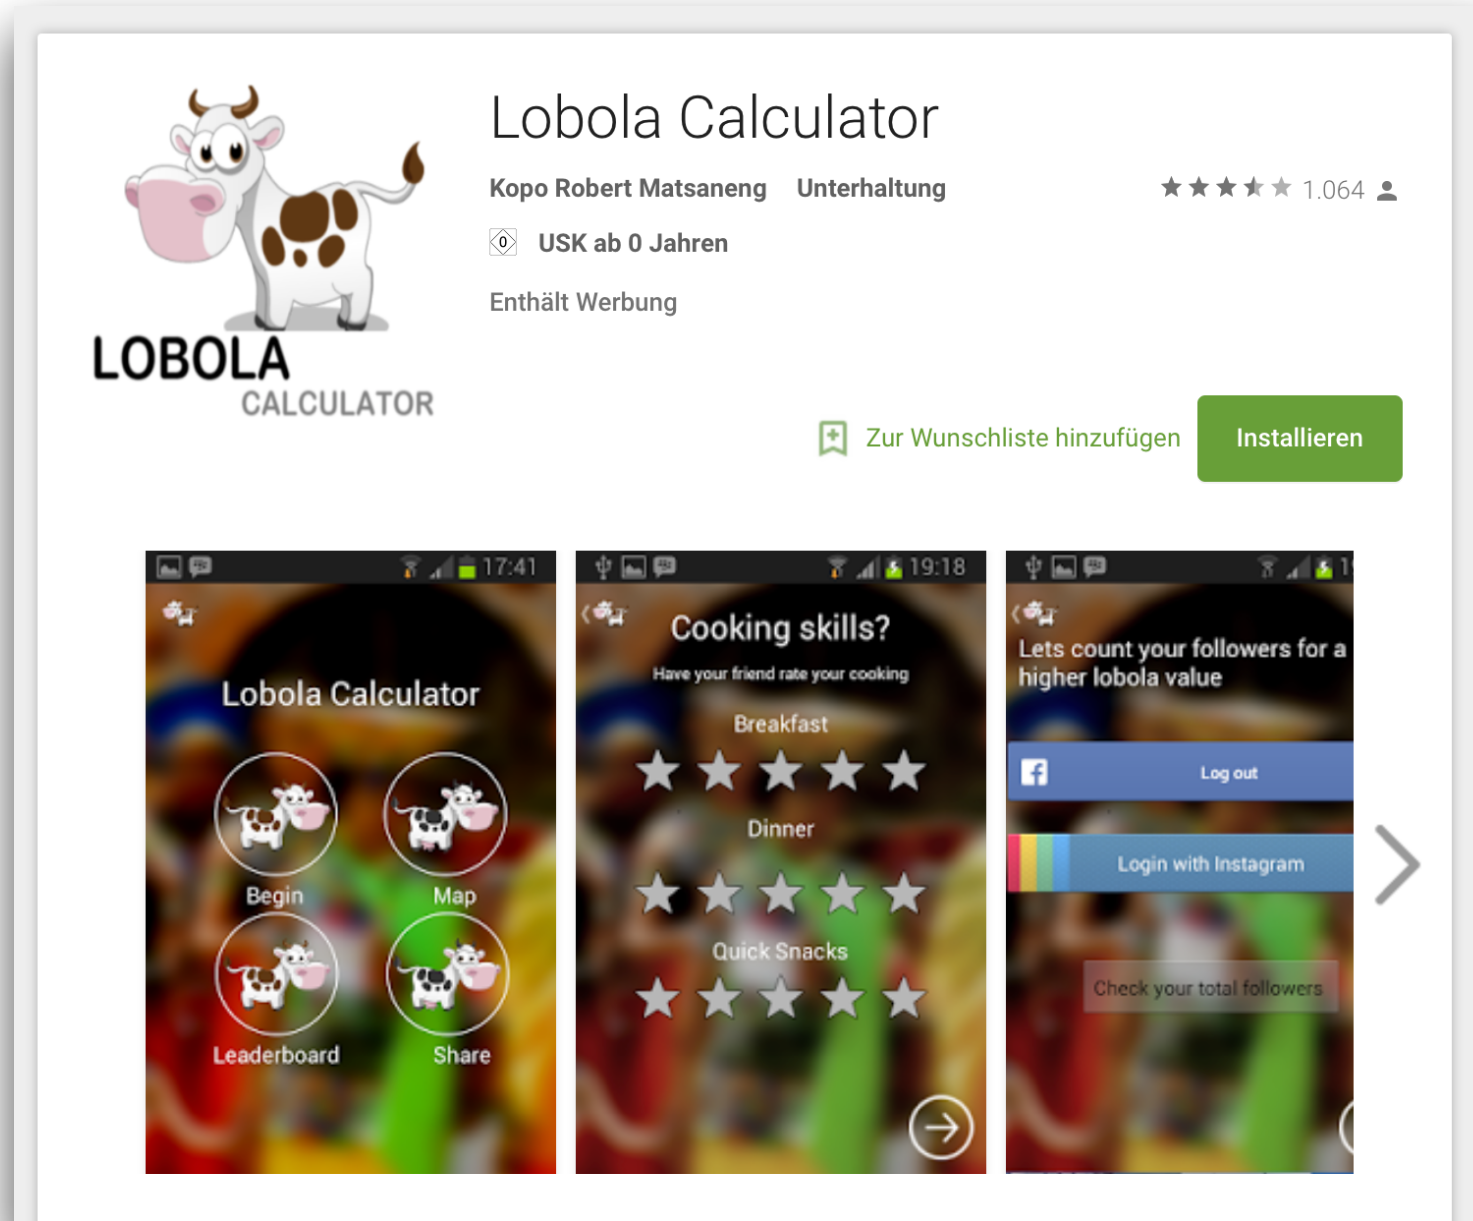 Lobola Calculator
Kopo Robert Matsaneng Unterhaltung
1.064
0
USK ab 0 Jahren
Enthält Werbung
LOBOLA
CALCULATOR
Zur Wunschliste hinzufügen
Installieren
17:41
Lobola Calculator
Begin
Map
Leaderboard
Share
19:18
Cooking skills?
Have your friend rate your cooking
Breakfast
Dinner
Quick Snacks
Lets count your followers for a
higher lobola value
f
Log out
Login with Instagram
Check your total followers